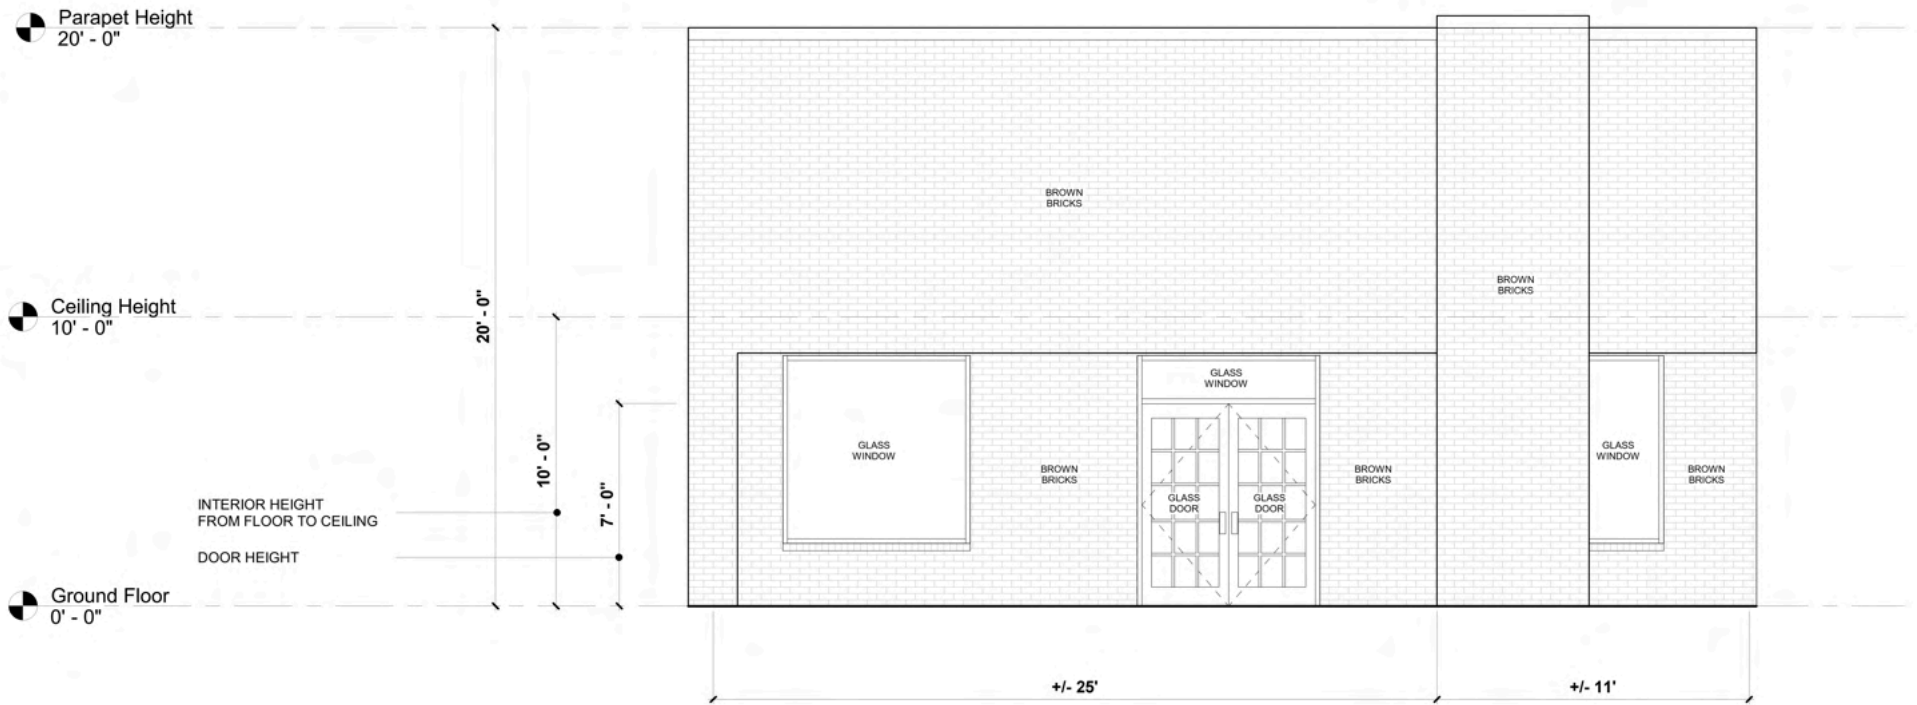 Parapet Height
20' - 0"
Ceiling Height
10' - 0"
Ground Floor
0' - 0"
INTERIOR HEIGHT
FROM FLOOR TO CEILING
DOOR HEIGHT
20' - 0"
10' - 0"
7' - 0"
BROWN
BRICKS
BROWN
BRICKS
GLASS
WINDOW
GLASS
WINDOW
BROWN
BRICKS
GLASS
DOOR
GLASS
DOOR
BROWN
BRICKS
GLASS
WINDOW
BROWN
BRICKS
+/- 25'
+/- 11'